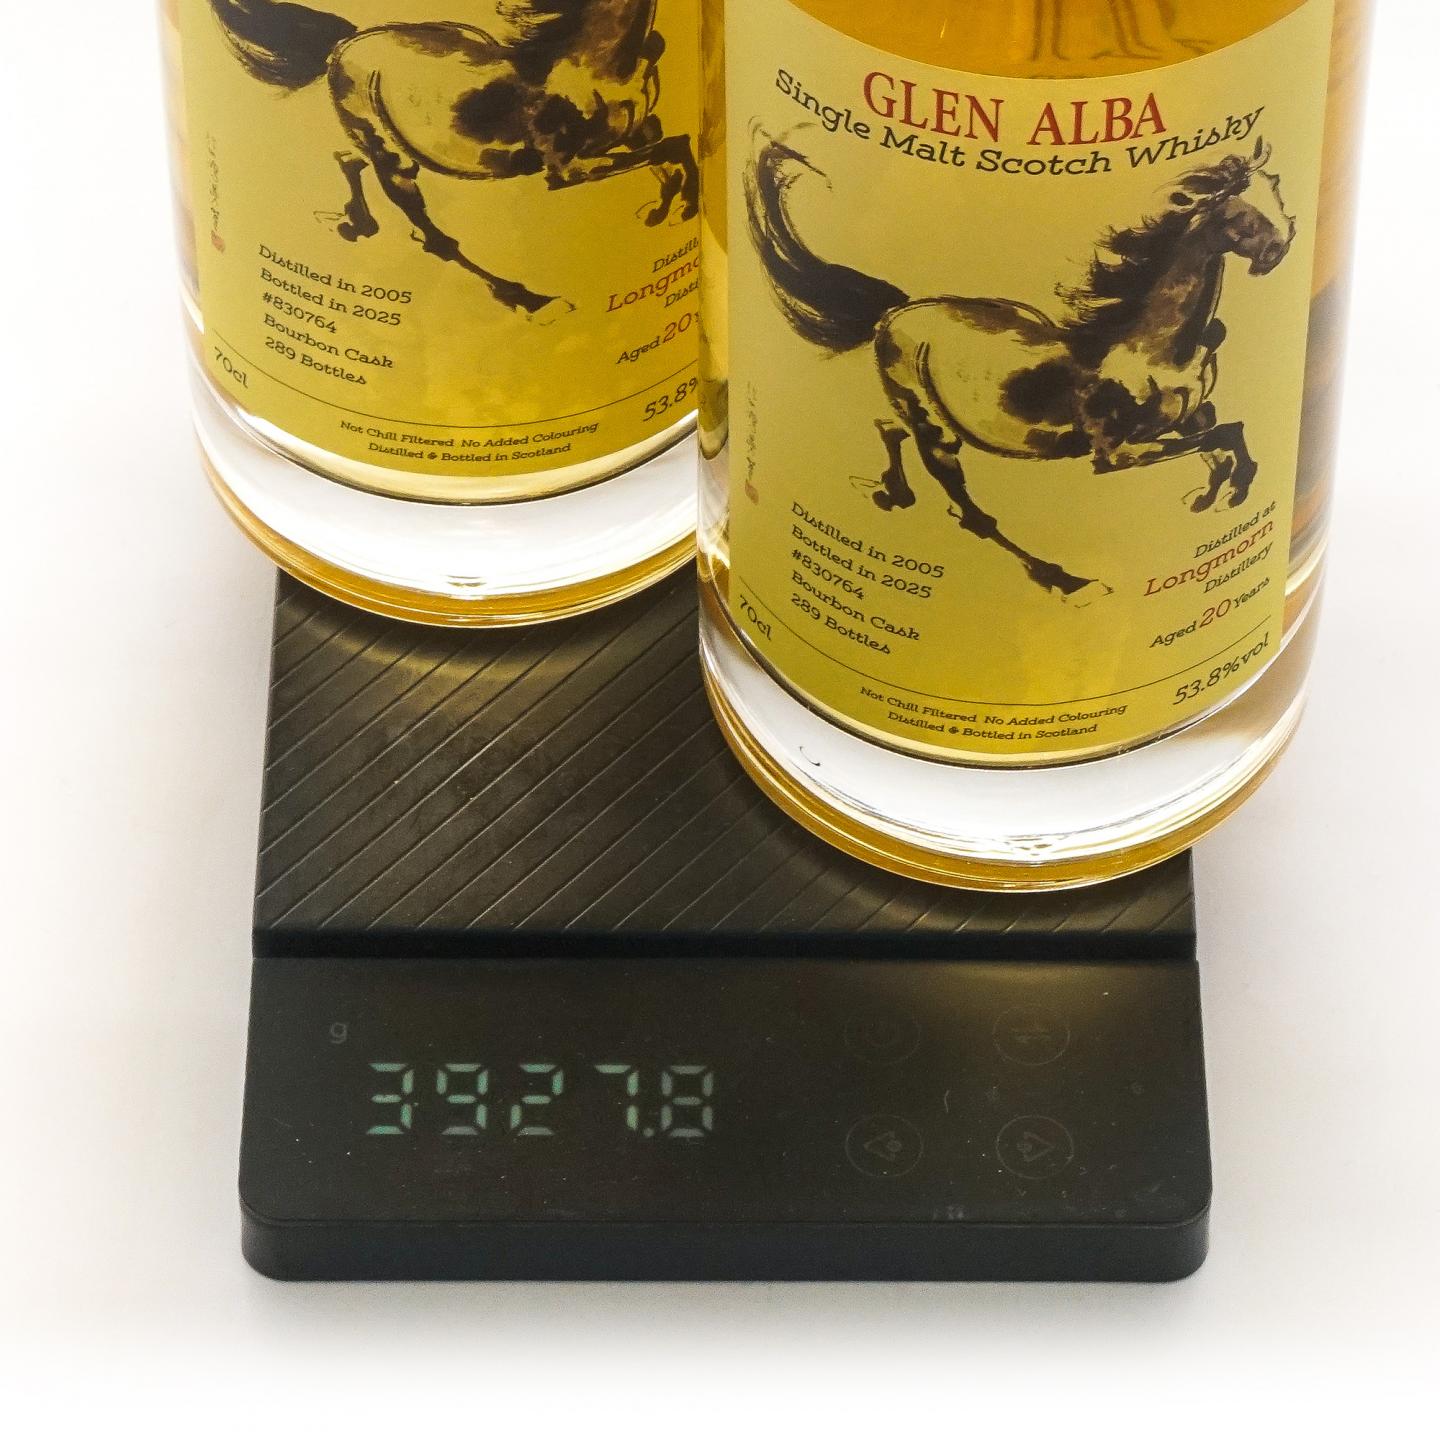 Distilled in 2005
Bottled in 2025
#830764
Bourbon Cask
289 Bottles
70cl
Aged 20
53.8%
Not Chill Filtered No Added Colouring
Distilled & Bottled in Scotland
GLEN ALBA
Single Malt Scotch Whisky
Distilled in 2005
Bottled in 2025
#830764
Bourbon Cask
289 Bottles
70cl
Distilled at
Longmorn
Distillery
Aged 20 Years
53.8%vol
Not Chill Filtered No Added Colouring
Distilled & Bottled in Scotland
g
3927.8